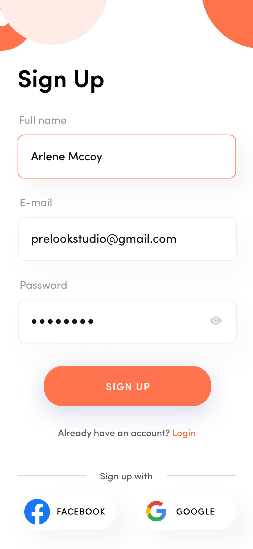 Sign Up
Full name
Arlene Mccoy
E-mail
prelookstudio@gmail.com
Password
••••••••
SIGN UP
Already have an account? Login
Sign up with
FACEBOOK GOOGLE